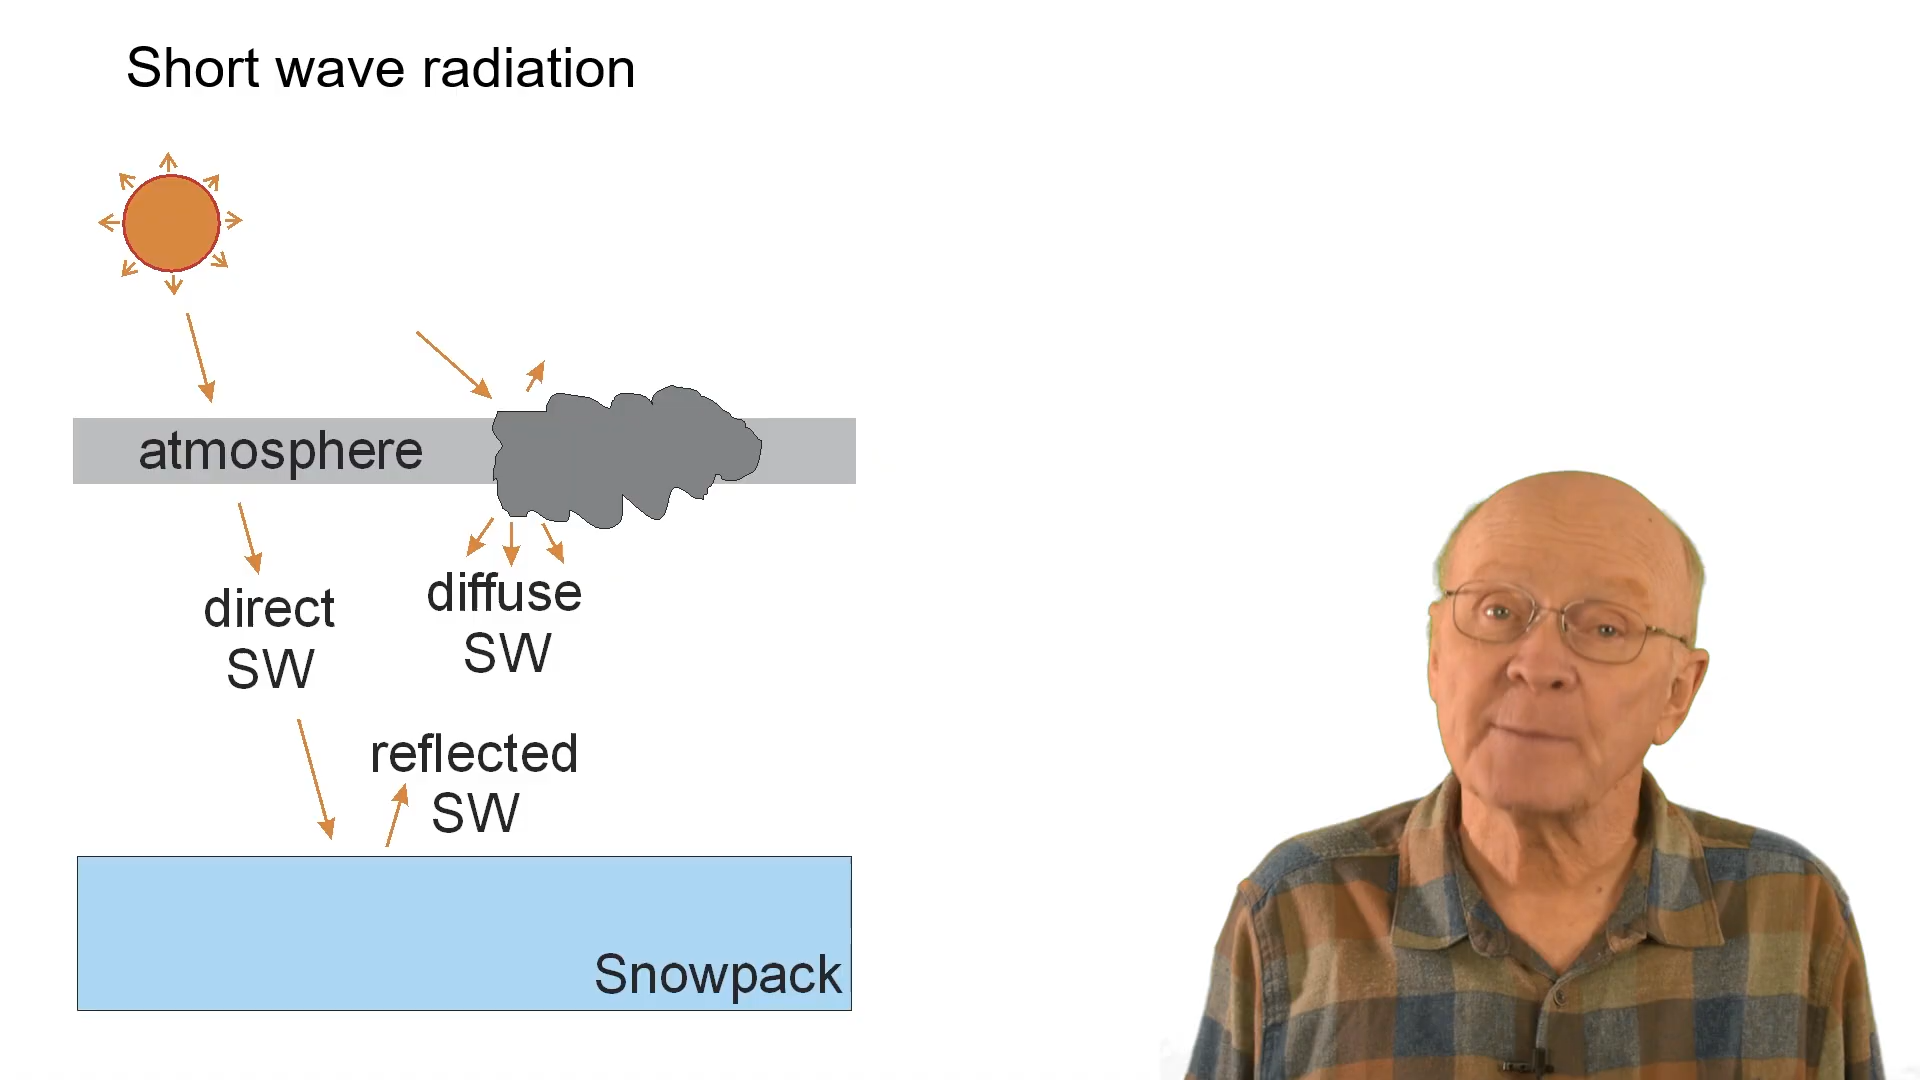 Short wave radiation
atmosphere
direct
SW
diffuse
SW
reflected
SW
Snowpack